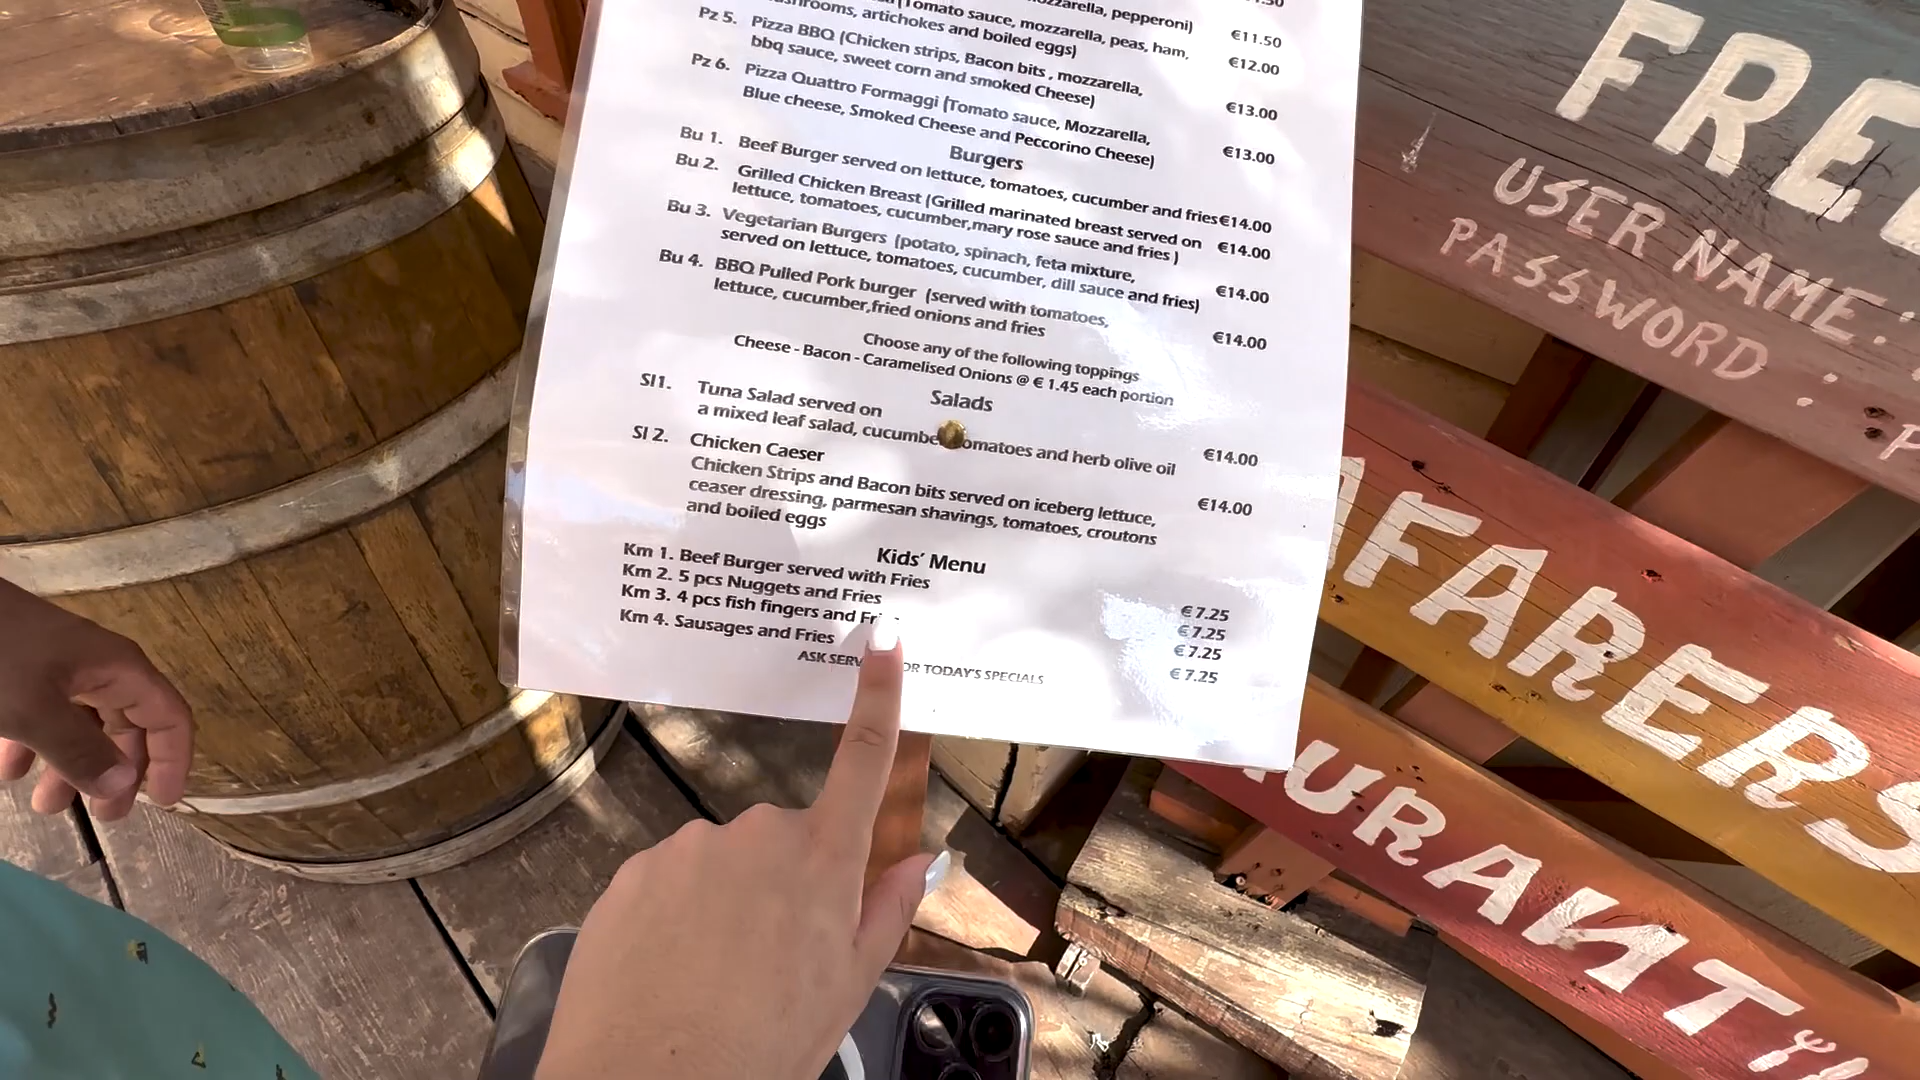 (Tomato sauce, mozzarella, pepperoni)
(Tomato sauce, mozzarella, peas, ham, €11.50
mushrooms, artichokes and boiled eggs)
Pz 5. Pizza BBQ (Chicken strips, Bacon bits , mozzarella, €12.00
bbq sauce, sweet corn and smoked Cheese)
Pz 6. Pizza Quattro Formaggi (Tomato sauce, Mozzarella, €13.00
Blue cheese, Smoked Cheese and Peccorino Cheese) €13.00
Burgers
Bu 1. Beef Burger served on lettuce, tomatoes, cucumber and fries €14.00
Bu 2. Grilled Chicken Breast (Grilled marinated breast served on €14.00
lettuce, tomatoes, cucumber,mary rose sauce and fries )
Bu 3. Vegetarian Burgers (potato, spinach, feta mixture, €14.00
served on lettuce, tomatoes, cucumber, dill sauce and fries)
Bu 4. BBQ Pulled Pork burger (served with tomatoes, €14.00
lettuce, cucumber,fried onions and fries
Choose any of the following toppings
Cheese - Bacon - Caramelised Onions @ € 1.45 each portion
Salads
Sl1. Tuna Salad served on
a mixed leaf salad, cucumbe omatoes and herb olive oil €14.00
Sl 2. Chicken Caeser
Chicken Strips and Bacon bits served on iceberg lettuce, €14.00
ceaser dressing, parmesan shavings, tomatoes, croutons
and boiled eggs
Kids' Menu
Km 1. Beef Burger served with Fries € 7.25
Km 2. 5 pcs Nuggets and Fries € 7.25
Km 3. 4 pcs fish fingers and Fries € 7.25
Km 4. Sausages and Fries € 7.25
ASK SERV OR TODAY'S SPECIALS
FREE
USER NAME:
PASSWORD : P
AFARERS
AURANT